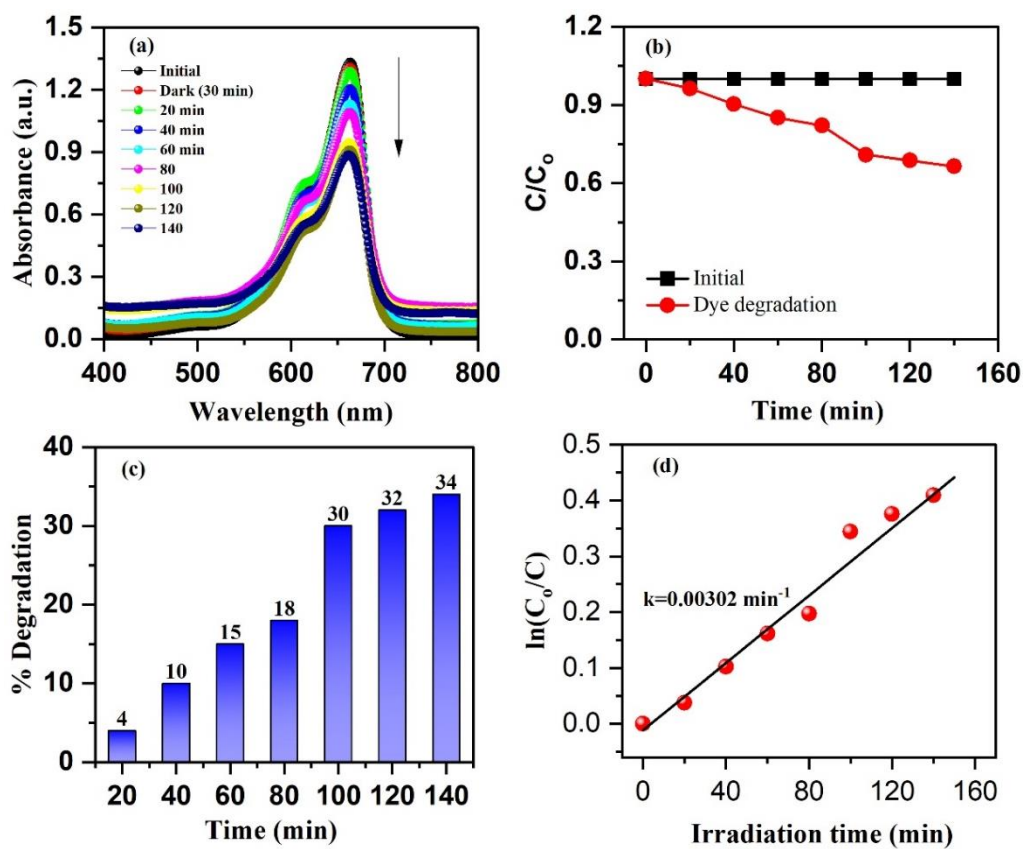 (a)
Initial
Dark (30 min)
20 min
40 min
60 min
80
100
120
140
Absorbance (a.u.)
1.5
1.2
0.9
0.6
0.3
0.0
400 500 600 700 800
Wavelength (nm)
(b)
C/Co
1.2
0.9
0.6
0.3
0.0
Initial
Dye degradation
0 40 80 120 160
Time (min)
(c)
% Degradation
40
30
20
10
0
4 10 15 18 30 32 34
20 40 60 80 100 120 140
Time (min)
(d)
ln(Co/C)
0.5
0.4
0.3
0.2
0.1
0.0
k=0.00302 min-1
0 40 80 120 160
Irradiation time (min)